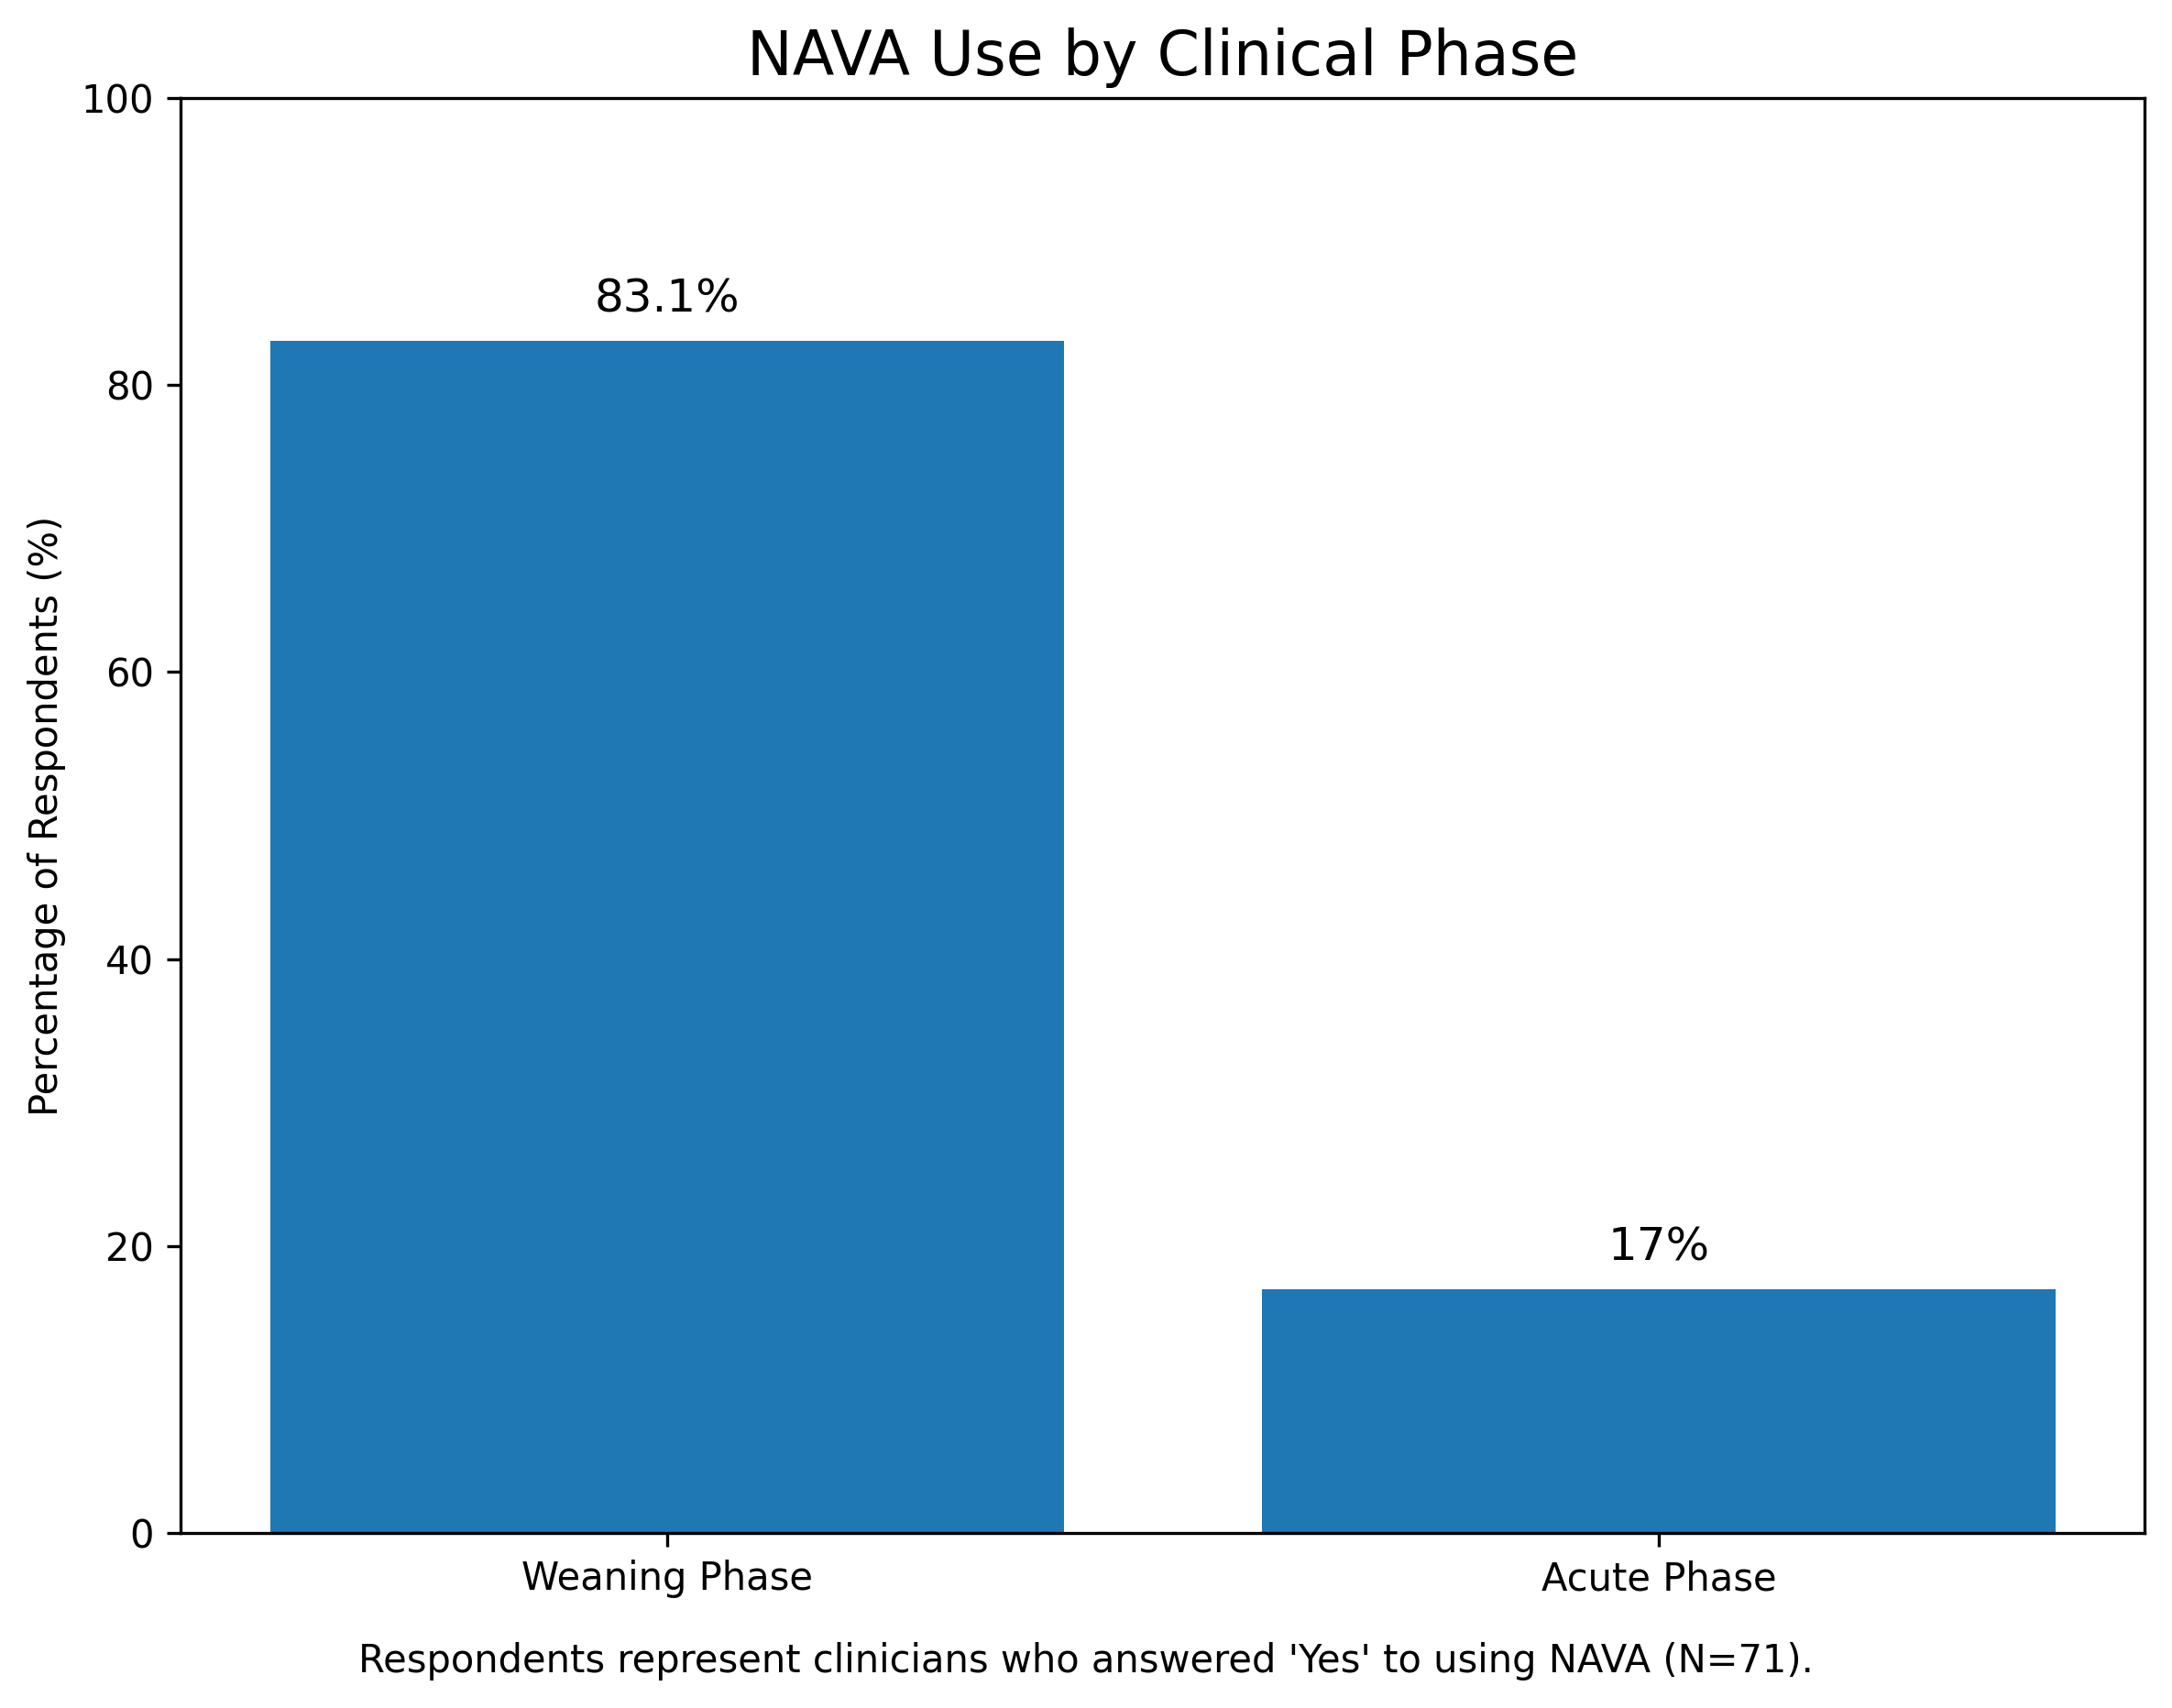 NAVA Use by Clinical Phase
Percentage of Respondents (%)
100
80
60
40
20
0
83.1%
17%
Weaning Phase
Acute Phase
Respondents represent clinicians who answered 'Yes' to using NAVA (N=71).